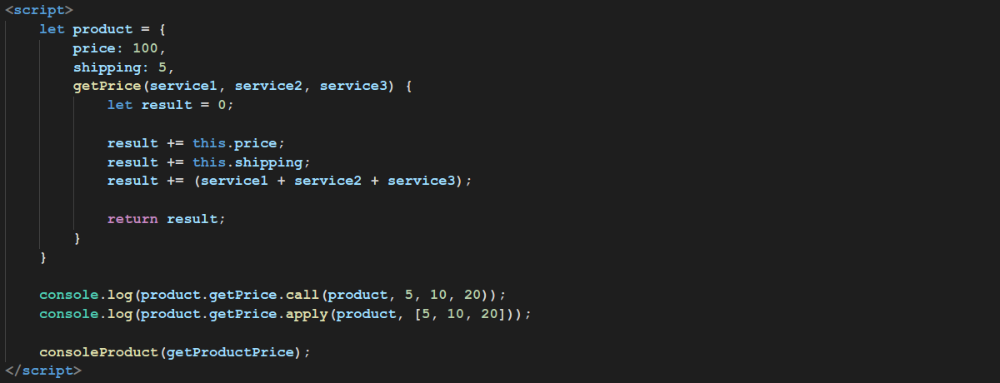 <script>
let product = {
price: 100,
shipping: 5,
getPrice(service1, service2, service3) {
let result = 0;
result += this.price;
result += this.shipping;
result += (service1 + service2 + service3);
return result;
}
}
console.log(product.getPrice.call(product, 5, 10, 20));
console.log(product.getPrice.apply(product, [5, 10, 20]));
consoleProduct(getProductPrice);
</script>